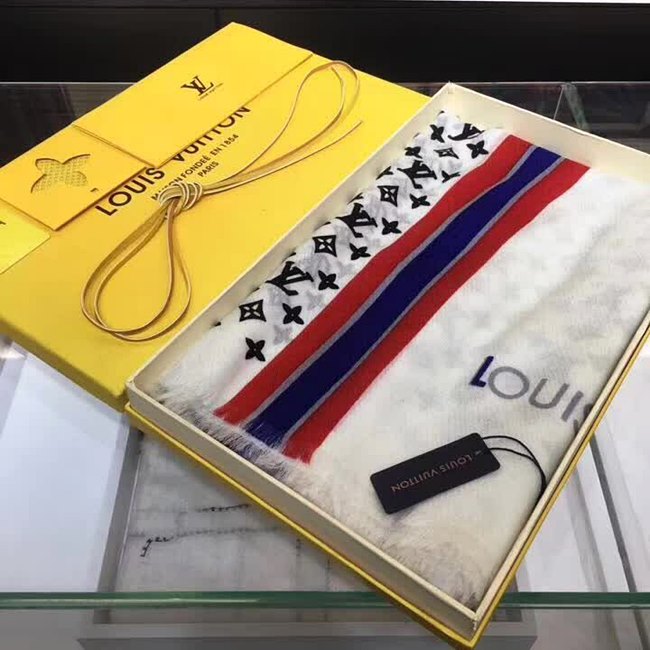 LV
LOUIS VUITTON
MAISON FONDÉE EN 1854
PARIS
LOUIS
LOUIS VUITTON